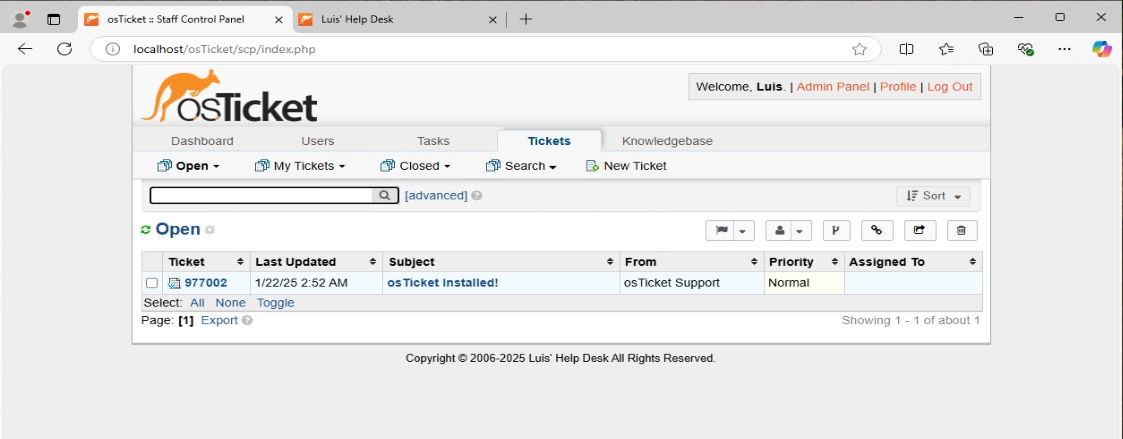 osTicket :: Staff Control Panel
Luis' Help Desk
localhost/osTicket/scp/index.php
osTicket
Welcome, Luis. | Admin Panel | Profile | Log Out
Dashboard Users Tasks Tickets Knowledgebase
Open My Tickets Closed Search New Ticket
[advanced] Sort
Open
Ticket Last Updated Subject From Priority Assigned To
977002 1/22/25 2:52 AM osTicket Installed! osTicket Support Normal
Select: All None Toggle
Page: [1] Export Showing 1 - 1 of about 1
Copyright © 2006-2025 Luis' Help Desk All Rights Reserved.